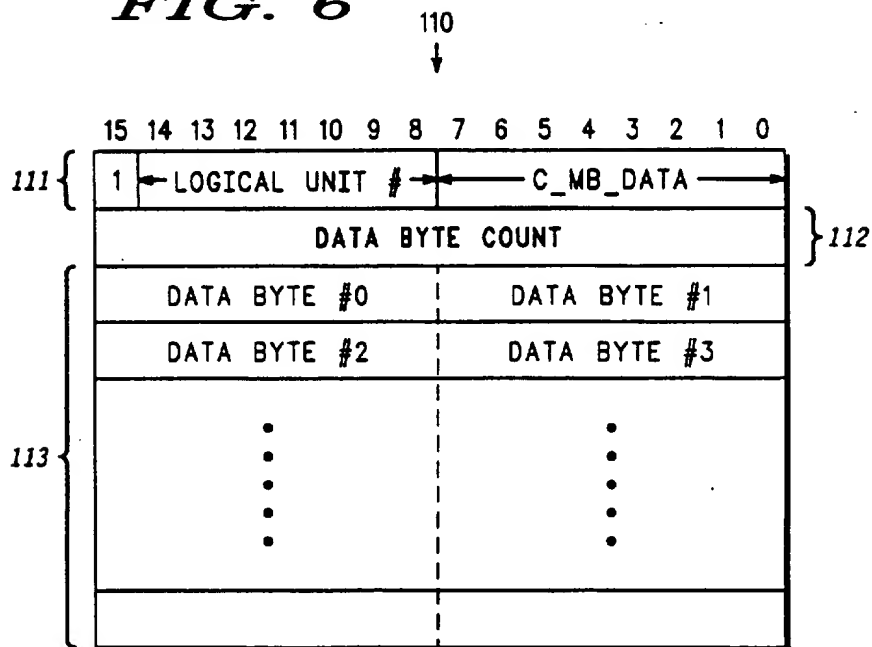 FIG. 6
110
15 14 13 12 11 10 9 8 7 6 5 4 3 2 1 0
111 1 LOGICAL UNIT # C_MB_DATA
DATA BYTE COUNT 112
DATA BYTE #0 DATA BYTE #1
DATA BYTE #2 DATA BYTE #3
113